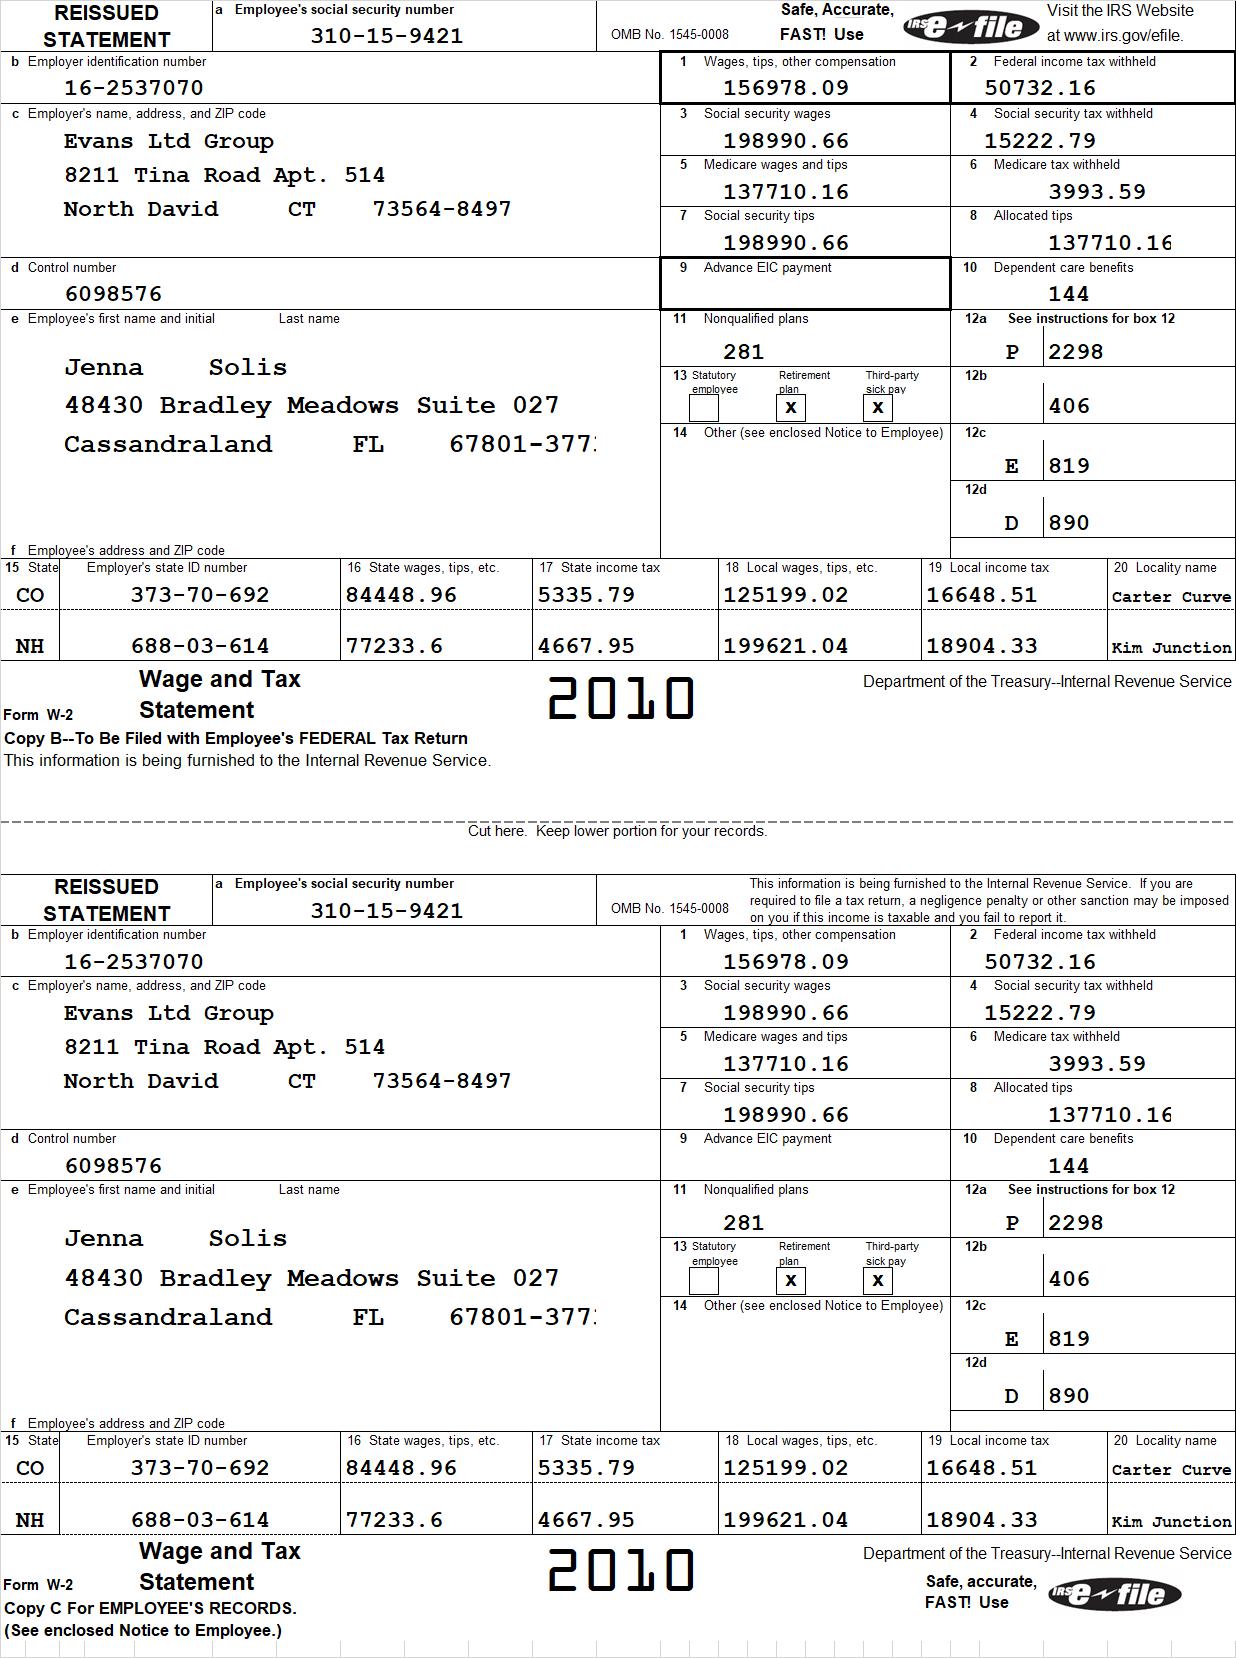 REISSUED STATEMENT
a Employee's social security number
310-15-9421
OMB No. 1545-0008
Safe, Accurate, FAST! Use
IRS e-file
Visit the IRS Website at www.irs.gov/efile.
b Employer identification number
16-2537070
1 Wages, tips, other compensation
156978.09
2 Federal income tax withheld
50732.16
c Employer's name, address, and ZIP code
Evans Ltd Group
8211 Tina Road Apt. 514
North David CT 73564-8497
3 Social security wages
198990.66
4 Social security tax withheld
15222.79
5 Medicare wages and tips
137710.16
6 Medicare tax withheld
3993.59
7 Social security tips
198990.66
8 Allocated tips
137710.16
d Control number
6098576
9 Advance EIC payment
10 Dependent care benefits
144
e Employee's first name and initial Last name
Jenna Solis
48430 Bradley Meadows Suite 027
Cassandraland FL 67801-377
11 Nonqualified plans
281
12a See instructions for box 12
P 2298
13 Statutory employee Retirement plan Third-party sick pay
X X
12b
406
14 Other (see enclosed Notice to Employee)
12c
E 819
12d
D 890
f Employee's address and ZIP code
15 State Employer's state ID number 16 State wages, tips, etc. 17 State income tax 18 Local wages, tips, etc. 19 Local income tax 20 Locality name
CO 373-70-692 84448.96 5335.79 125199.02 16648.51 Carter Curve
NH 688-03-614 77233.6 4667.95 199621.04 18904.33 Kim Junction
Form W-2 Wage and Tax Statement
2010
Department of the Treasury--Internal Revenue Service
Copy B--To Be Filed with Employee's FEDERAL Tax Return
This information is being furnished to the Internal Revenue Service.
Cut here. Keep lower portion for your records.
REISSUED STATEMENT
a Employee's social security number
310-15-9421
OMB No. 1545-0008
This information is being furnished to the Internal Revenue Service. If you are
required to file a tax return, a negligence penalty or other sanction may be imposed
on you if this income is taxable and you fail to report it.
b Employer identification number
16-2537070
1 Wages, tips, other compensation
156978.09
2 Federal income tax withheld
50732.16
c Employer's name, address, and ZIP code
Evans Ltd Group
8211 Tina Road Apt. 514
North David CT 73564-8497
3 Social security wages
198990.66
4 Social security tax withheld
15222.79
5 Medicare wages and tips
137710.16
6 Medicare tax withheld
3993.59
7 Social security tips
198990.66
8 Allocated tips
137710.16
d Control number
6098576
9 Advance EIC payment
10 Dependent care benefits
144
e Employee's first name and initial Last name
Jenna Solis
48430 Bradley Meadows Suite 027
Cassandraland FL 67801-377
11 Nonqualified plans
281
12a See instructions for box 12
P 2298
13 Statutory employee Retirement plan Third-party sick pay
X X
12b
406
14 Other (see enclosed Notice to Employee)
12c
E 819
12d
D 890
f Employee's address and ZIP code
15 State Employer's state ID number 16 State wages, tips, etc. 17 State income tax 18 Local wages, tips, etc. 19 Local income tax 20 Locality name
CO 373-70-692 84448.96 5335.79 125199.02 16648.51 Carter Curve
NH 688-03-614 77233.6 4667.95 199621.04 18904.33 Kim Junction
Form W-2 Wage and Tax Statement
2010
Department of the Treasury--Internal Revenue Service
Safe, accurate, FAST! Use
IRS e-file
Copy C For EMPLOYEE'S RECORDS.
(See enclosed Notice to Employee.)